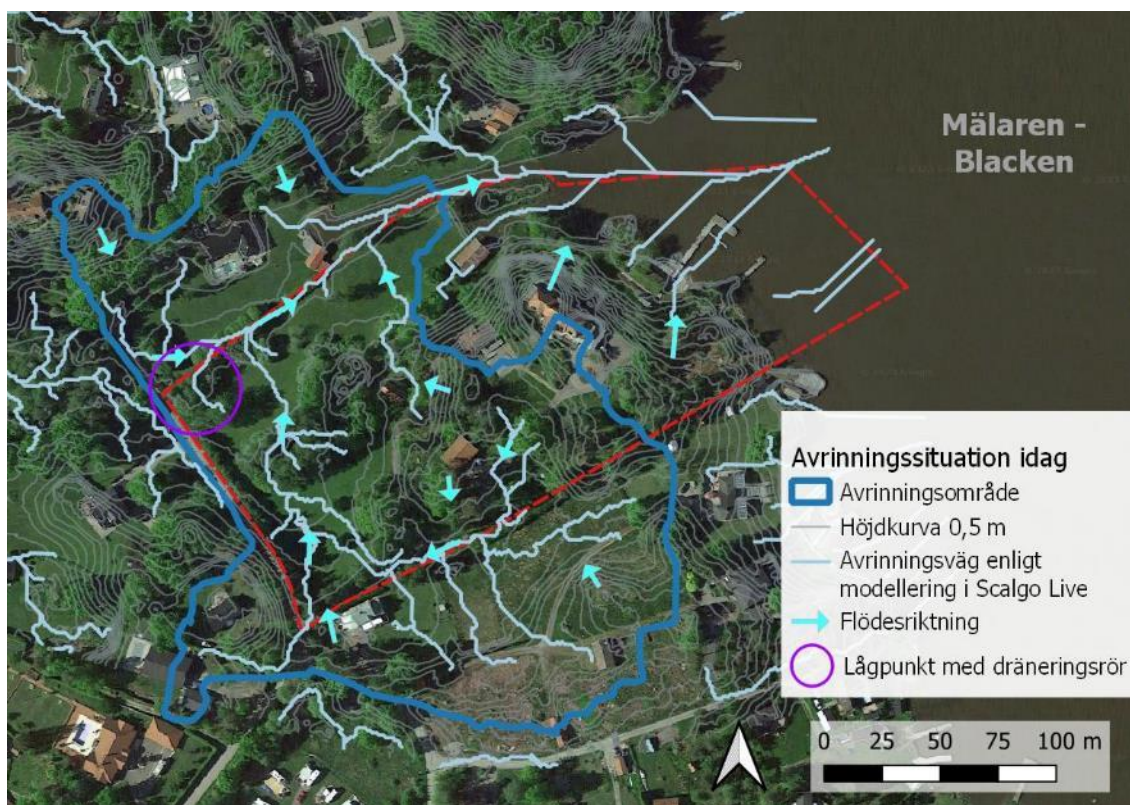 Mälaren -
Blacken
Avrinningssituation idag
Avrinningsområde
Höjdkurva 0,5 m
Avrinningsväg enligt
modellering i Scalgo Live
Flödesriktning
Lågpunkt med dräneringsrör
0 25 50 75 100 m